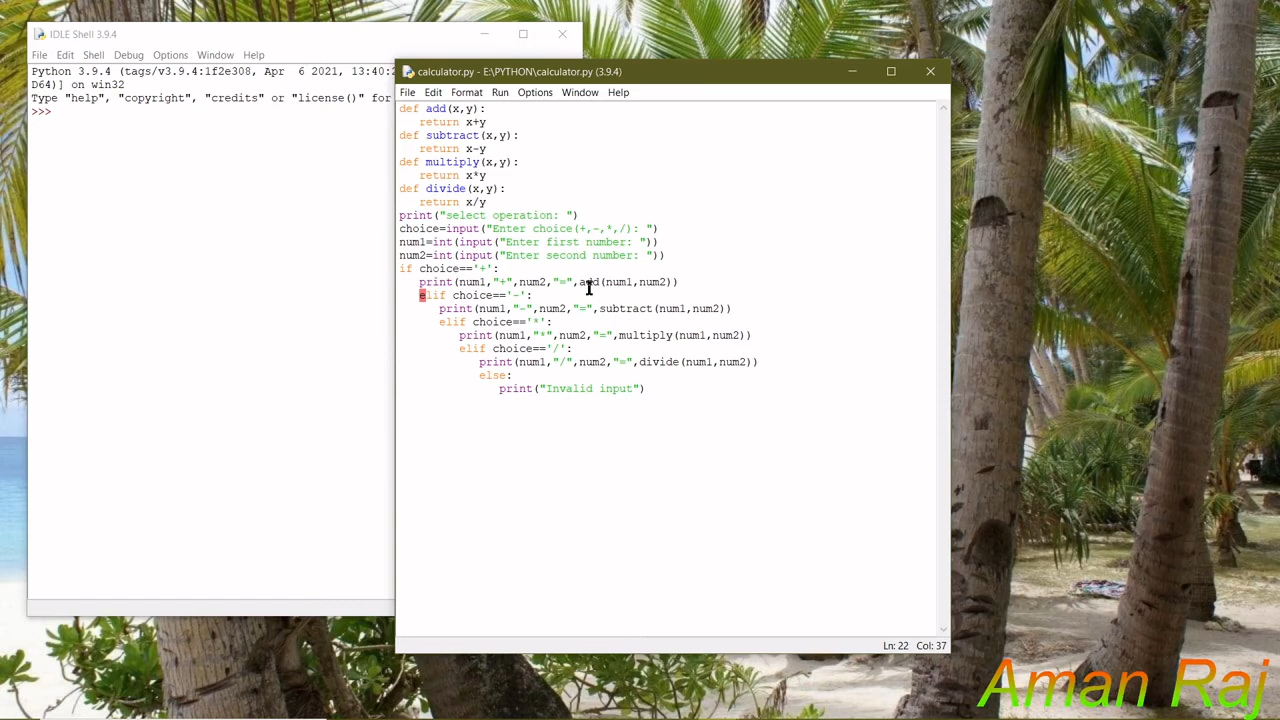 IDLE Shell 3.9.4
File Edit Shell Debug Options Window Help
Python 3.9.4 (tags/v3.9.4:1f2e308, Apr  6 2021, 13:40:2
D64)] on win32
Type "help", "copyright", "credits" or "license()" for
>>>
calculator.py - E:\PYTHON\calculator.py (3.9.4)
File Edit Format Run Options Window Help
def add(x,y):
   return x+y
def subtract(x,y):
   return x-y
def multiply(x,y):
   return x*y
def divide(x,y):
   return x/y
print("select operation: ")
choice=input("Enter choice(+,-,*,/): ")
num1=int(input("Enter first number: "))
num2=int(input("Enter second number: "))
if choice=='+':
   print(num1,"+",num2,"=",add(num1,num2))
   elif choice=='-':
      print(num1,"-",num2,"=",subtract(num1,num2))
      elif choice=='*':
         print(num1,"*",num2,"=",multiply(num1,num2))
         elif choice=='/':
            print(num1,"/",num2,"=",divide(num1,num2))
            else:
               print("Invalid input")
Ln: 22 Col: 37
Aman Raj